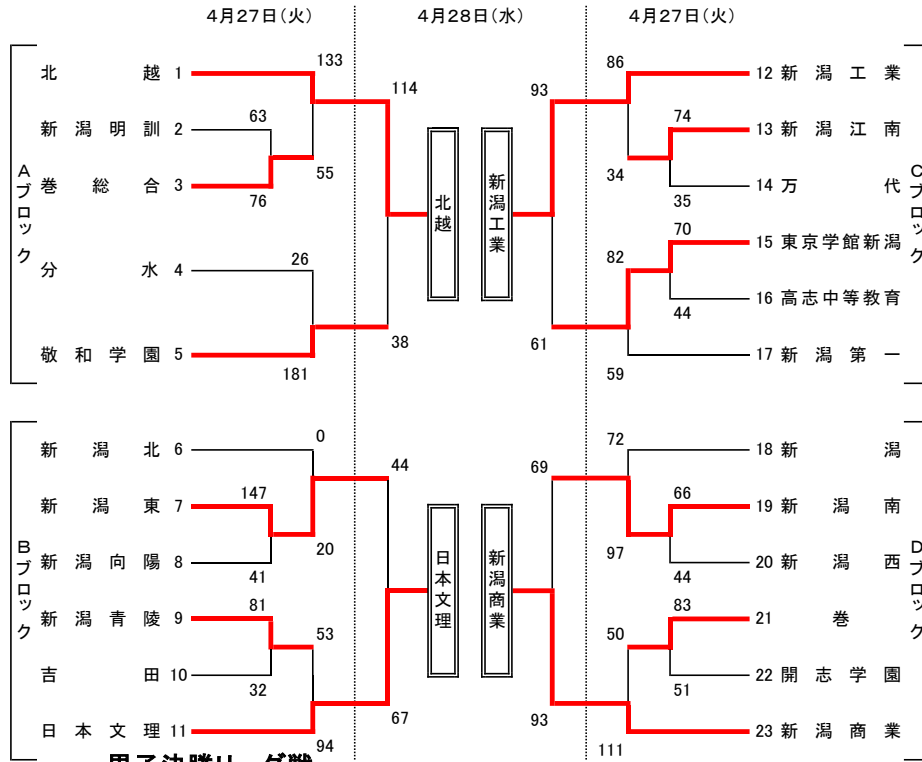 4月27日(火) 4月28日(水) 4月27日(火)
Aブロック
北越 1
新潟明訓 2
巻総合 3
分水 4
敬和学園 5
133
63
76
55
26
181
114
38
北越
新潟工業
93
61
86
74
34
35
70
82
44
59
12 新潟工業
13 新潟江南
14 万代
15 東京学館新潟
16 高志中等教育
17 新潟第一
Cブロック
Bブロック
新潟北 6
新潟東 7
新潟向陽 8
新潟青陵 9
吉田 10
日本文理 11
0
147
20
41
81
53
32
94
44
67
日本文理
新潟商業
69
93
72
66
97
44
83
50
51
111
18 新潟
19 新潟南
20 新潟西
21 巻
22 開志学園
23 新潟商業
Dブロック